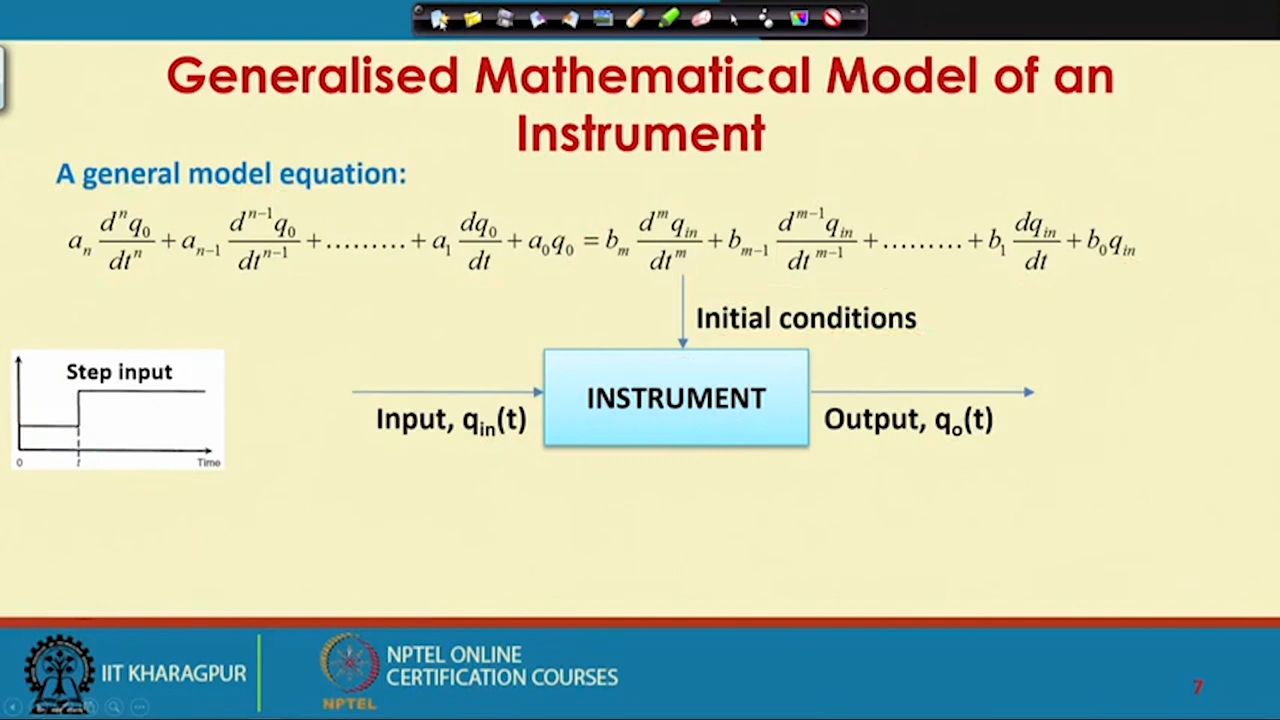 Generalised Mathematical Model of an
Instrument
A general model equation:
a_n d^n q_0/dt^n + a_{n-1} d^{n-1} q_0/dt^{n-1} + ......... + a_1 dq_0/dt + a_0 q_0 = b_m d^m q_in/dt^m + b_{m-1} d^{m-1} q_in/dt^{m-1} + ......... + b_1 dq_in/dt + b_0 q_in
Initial conditions
Step input
0 t Time
Input, q_in(t)
INSTRUMENT
Output, q_o(t)
IIT KHARAGPUR
NPTEL
NPTEL ONLINE
CERTIFICATION COURSES
7